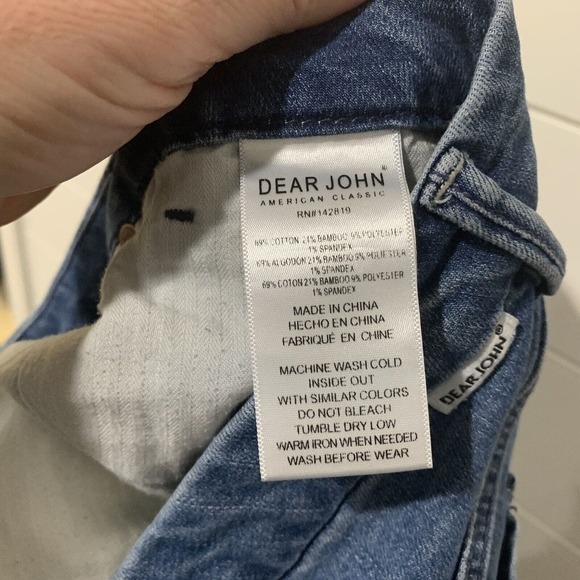 DEAR JOHN®
AMERICAN CLASSIC
RN#142819
69% COTTON 21% BAMBOO 9% POLYESTER
1% SPANDEX
69% ALGODON 21% BAMBOO 9% POLIESTER
1% SPANDEX
69% COTON 21% BAMBOO 9% POLYESTER
1% SPANDEX
MADE IN CHINA
HECHO EN CHINA
FABRIQUÉ EN CHINE
MACHINE WASH COLD
INSIDE OUT
WITH SIMILAR COLORS
DO NOT BLEACH
TUMBLE DRY LOW
WARM IRON WHEN NEEDED
WASH BEFORE WEAR
DEAR JOHN®